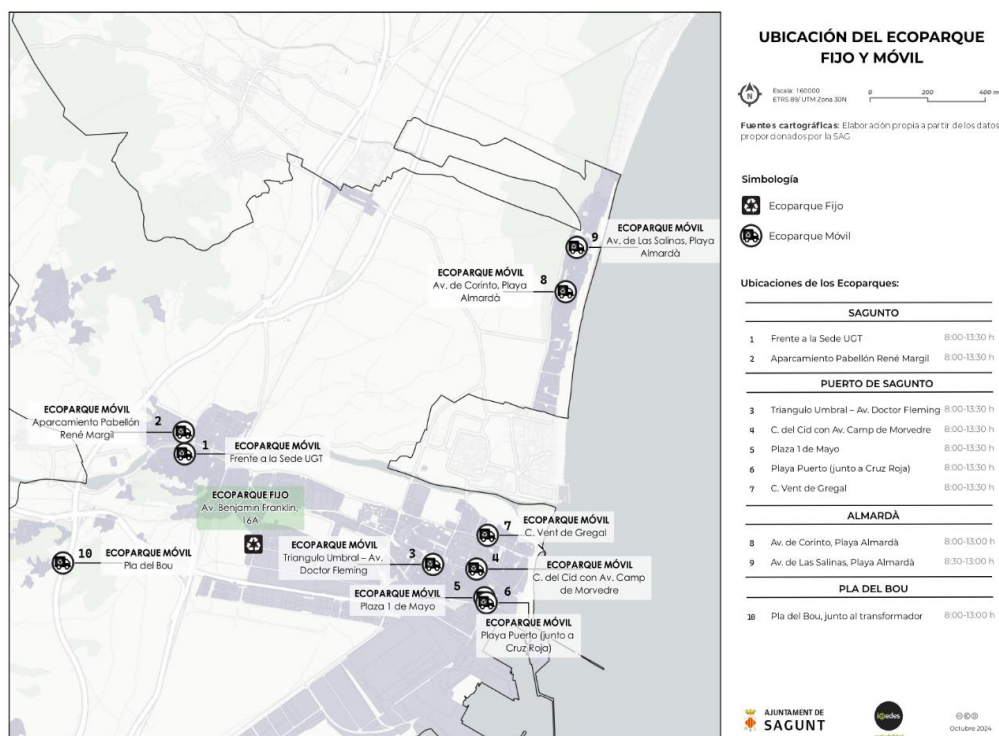 UBICACIÓN DEL ECOPARQUE
FIJO Y MÓVIL
N
Escala: 1:60000
ETRS 89/ UTM Zona 30N
0 200 400 m
Fuentes cartográficas: Elaboración propia a partir de los datos
proporcionados por la SAG
Simbología
Ecoparque Fijo
Ecoparque Móvil
Ubicaciones de los Ecoparques:
SAGUNTO
1 Frente a la Sede UGT 8:00-13:30 h
2 Aparcamiento Pabellón René Margil 8:00-13:30 h
PUERTO DE SAGUNTO
3 Triangulo Umbral – Av. Doctor Fleming 8:00-13:30 h
4 C. del Cid con Av. Camp de Morvedre 8:00-13:30 h
5 Plaza 1 de Mayo 8:00-13:30 h
6 Playa Puerto (junto a Cruz Roja) 8:00-13:30 h
7 C. Vent de Gregal 8:00-13:30 h
ALMARDÀ
8 Av. de Corinto, Playa Almardà 8:00-13:00 h
9 Av. de Las Salinas, Playa Almardà 8:30-13:00 h
PLA DEL BOU
10 Pla del Bou, junto al transformador 8:00-13:00 h
AJUNTAMENT DE
SAGUNT
Octubre 2024
9
ECOPARQUE MÓVIL
Av. de Las Salinas, Playa
Almardà
8
ECOPARQUE MÓVIL
Av. de Corinto, Playa
Almardà
2
ECOPARQUE MÓVIL
Aparcamiento Pabellón
René Margil
1
ECOPARQUE MÓVIL
Frente a la Sede UGT
ECOPARQUE FIJO
Av. Benjamin Franklin,
16A
10
ECOPARQUE MÓVIL
Pla del Bou
3
ECOPARQUE MÓVIL
Triangulo Umbral – Av.
Doctor Fleming
7
ECOPARQUE MÓVIL
C. Vent de Gregal
4
ECOPARQUE MÓVIL
C. del Cid con Av. Camp
de Morvedre
5
ECOPARQUE MÓVIL
Plaza 1 de Mayo
6
ECOPARQUE MÓVIL
Playa Puerto (junto a
Cruz Roja)